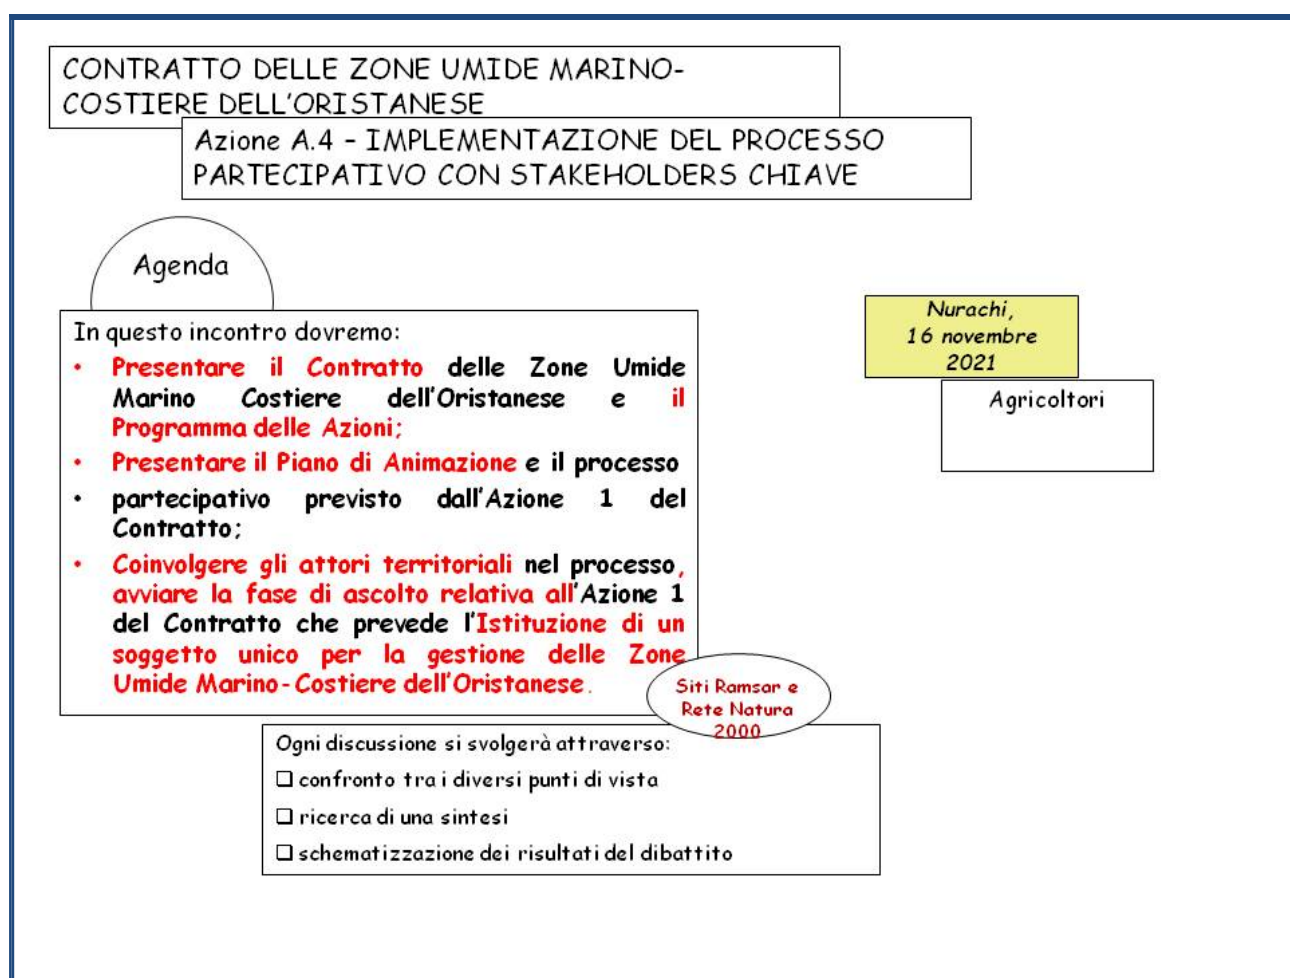 CONTRATTO DELLE ZONE UMIDE MARINO-
COSTIERE DELL'ORISTANESE
Azione A.4 – IMPLEMENTAZIONE DEL PROCESSO
PARTECIPATIVO CON STAKEHOLDERS CHIAVE
Agenda
In questo incontro dovremo:
• Presentare il Contratto delle Zone Umide
Marino Costiere dell'Oristanese e il
Programma delle Azioni;
• Presentare il Piano di Animazione e il processo
• partecipativo previsto dall'Azione 1 del
Contratto;
• Coinvolgere gli attori territoriali nel processo,
avviare la fase di ascolto relativa all'Azione 1
del Contratto che prevede l'Istituzione di un
soggetto unico per la gestione delle Zone
Umide Marino-Costiere dell'Oristanese.
Nurachi,
16 novembre
2021
Agricoltori
Siti Ramsar e
Rete Natura
2000
Ogni discussione si svolgerà attraverso:
❑ confronto tra i diversi punti di vista
❑ ricerca di una sintesi
❑ schematizzazione dei risultati del dibattito